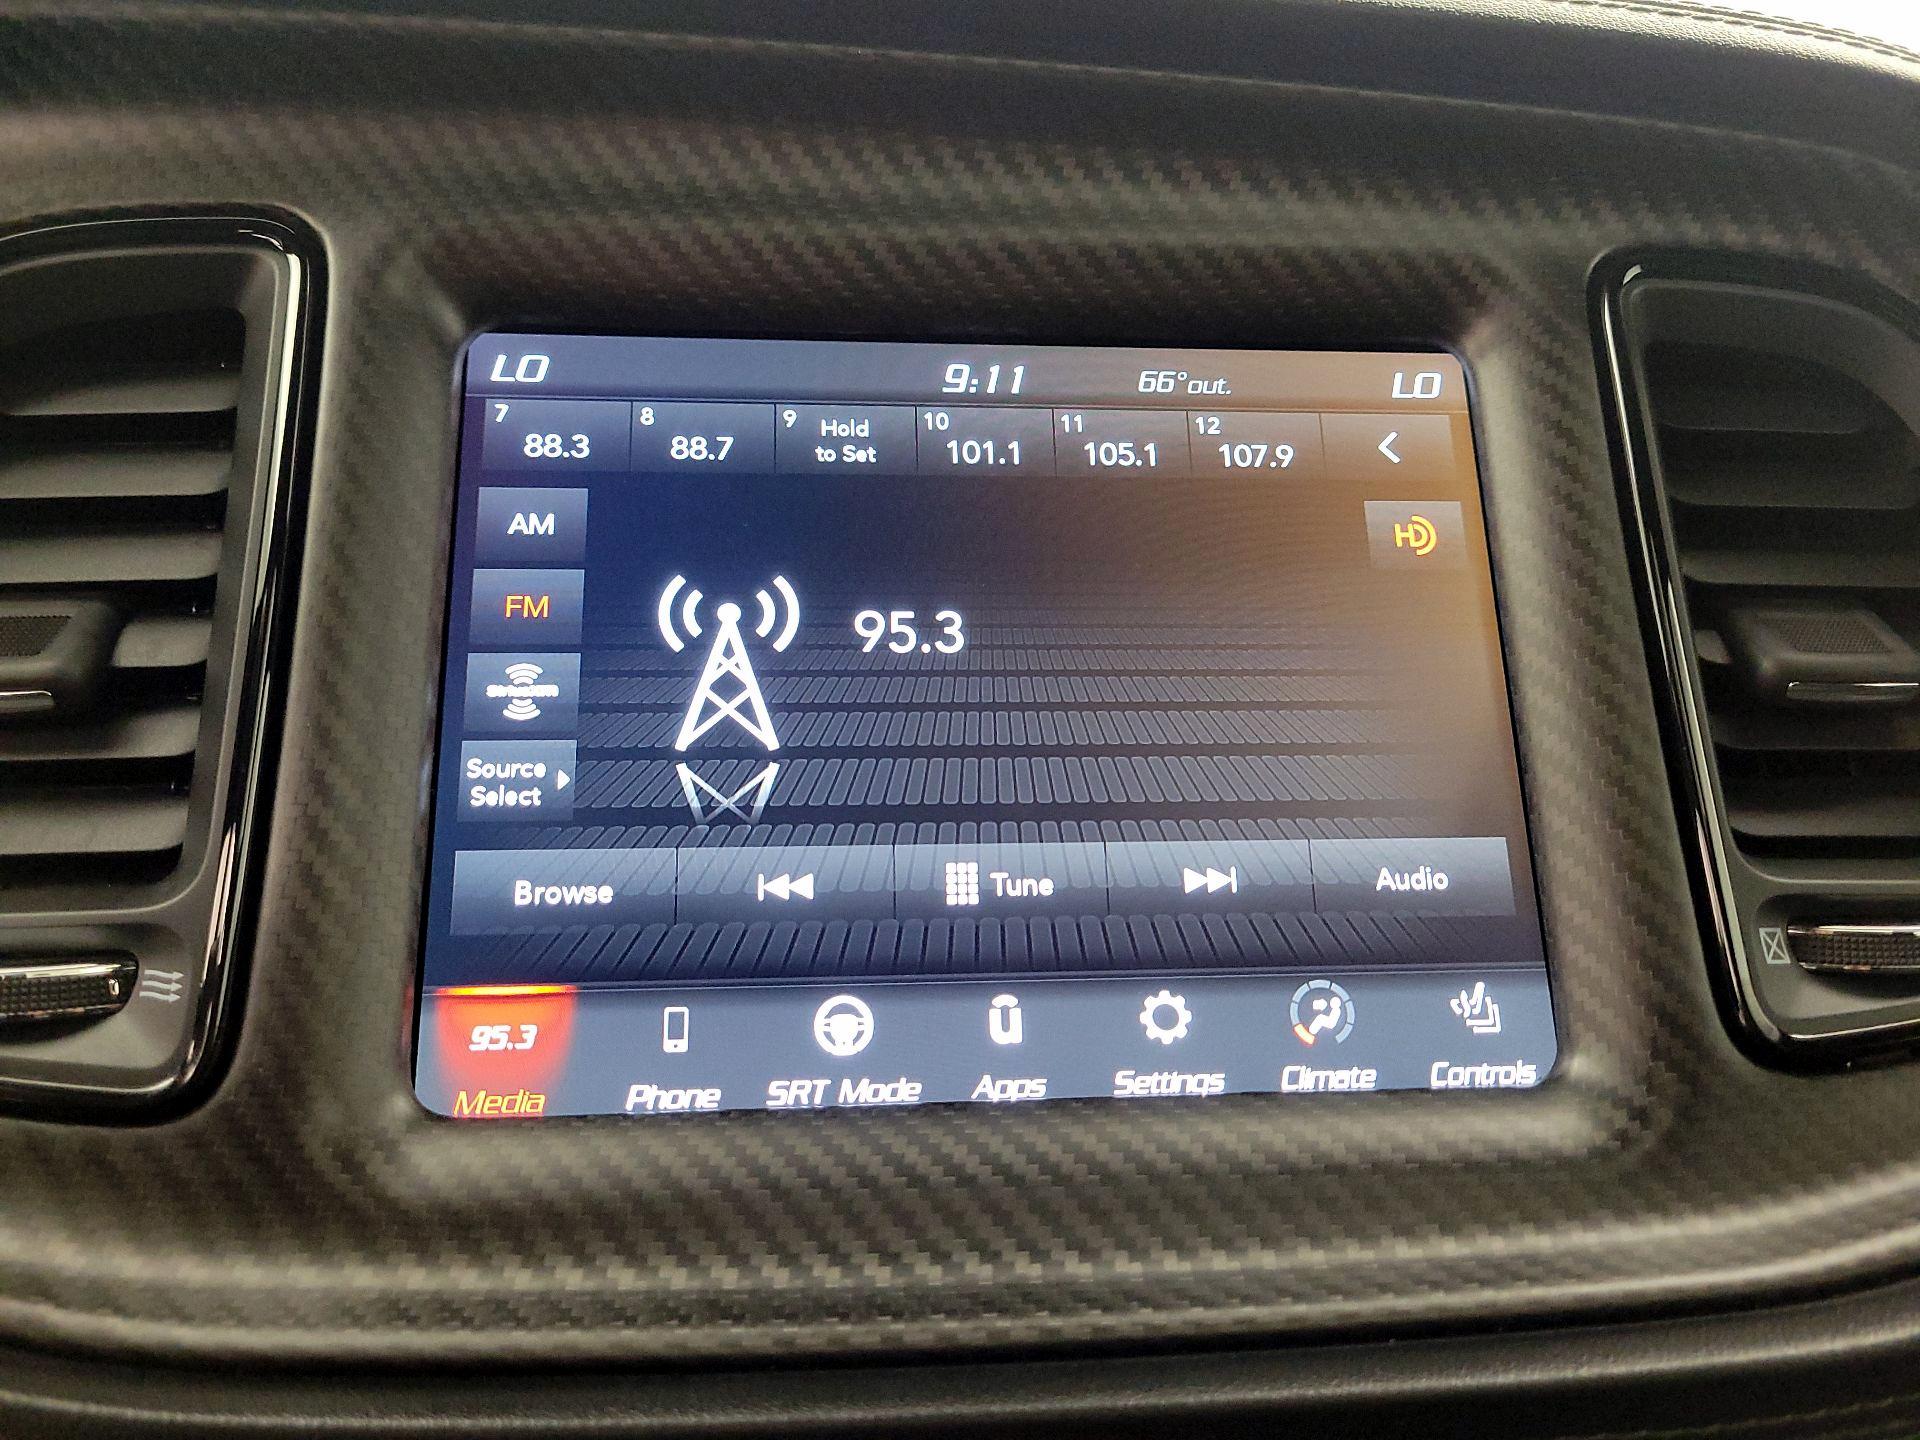 LO 9:11 66°out. LO
7 8 9 Hold 10 11 12
88.3 88.7 to Set 101.1 105.1 107.9
AM
HD
FM
95.3
siriusxm
Source
Select
Browse Tune Audio
95.3
Media Phone SRT Mode Apps Settings Climate Controls